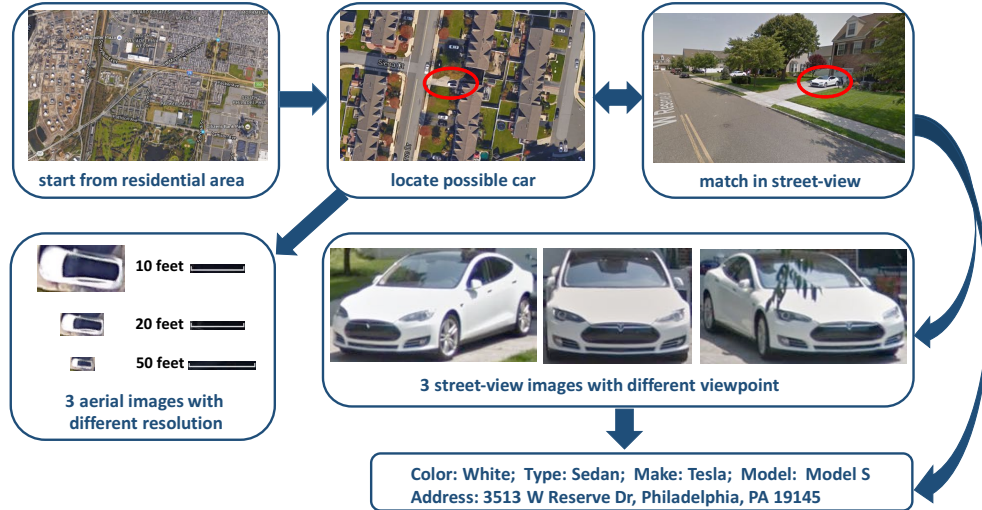 start from residential area
locate possible car
match in street-view
W Reserve Dr
10 feet
20 feet
50 feet
3 aerial images with
different resolution
3 street-view images with different viewpoint
Color: White;  Type: Sedan;  Make: Tesla;  Model:  Model S
Address: 3513 W Reserve Dr, Philadelphia, PA 19145